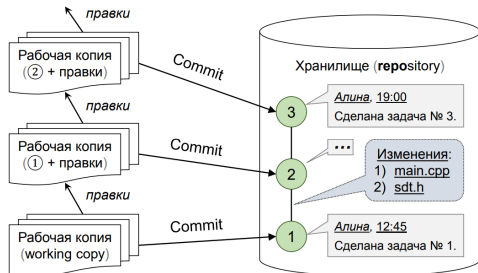 правки
Рабочая копия
(② + правки)
правки
Рабочая копия
(① + правки)
правки
Рабочая копия
(working copy)
Commit
Commit
Commit
Хранилище (repository)
3
Алина, 19:00
Сделана задача № 3.
2
...
Изменения:
1) main.cpp
2) sdt.h
1
Алина, 12:45
Сделана задача № 1.